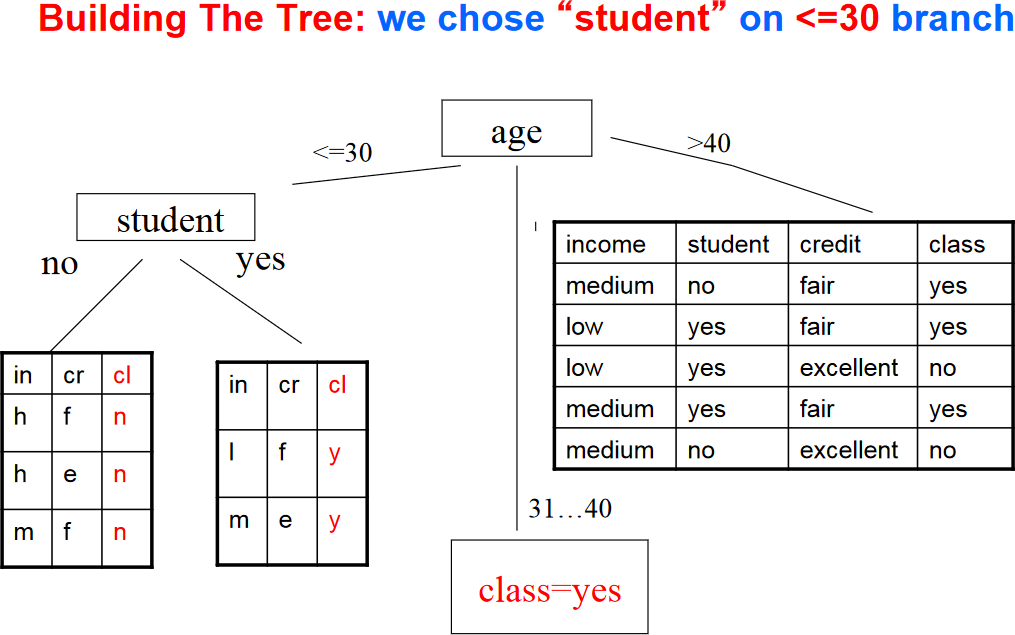 Building The Tree: we chose “student” on <=30 branch
age
<=30
>40
student
no
yes
income student credit class
medium no fair yes
low yes fair yes
low yes excellent no
medium yes fair yes
medium no excellent no
in cr cl
h f n
h e n
m f n
in cr cl
l f y
m e y
31…40
class=yes